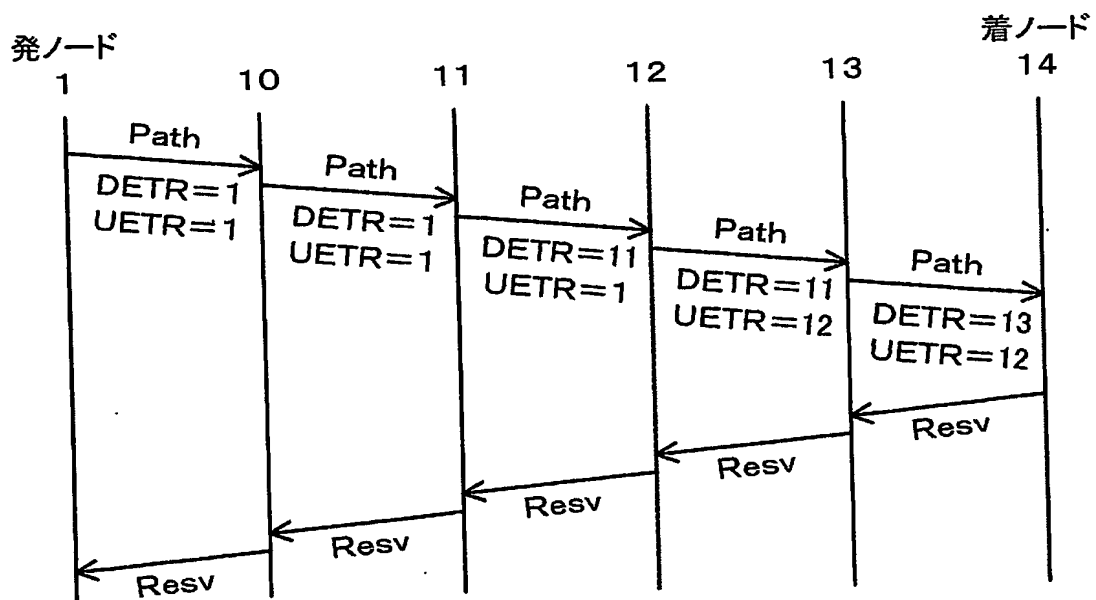 発ノード
着ノード
1
10
11
12
13
14
Path
DETR=1
UETR=1
Path
DETR=1
UETR=1
Path
DETR=11
UETR=1
Path
DETR=11
UETR=12
Path
DETR=13
UETR=12
Resv
Resv
Resv
Resv
Resv